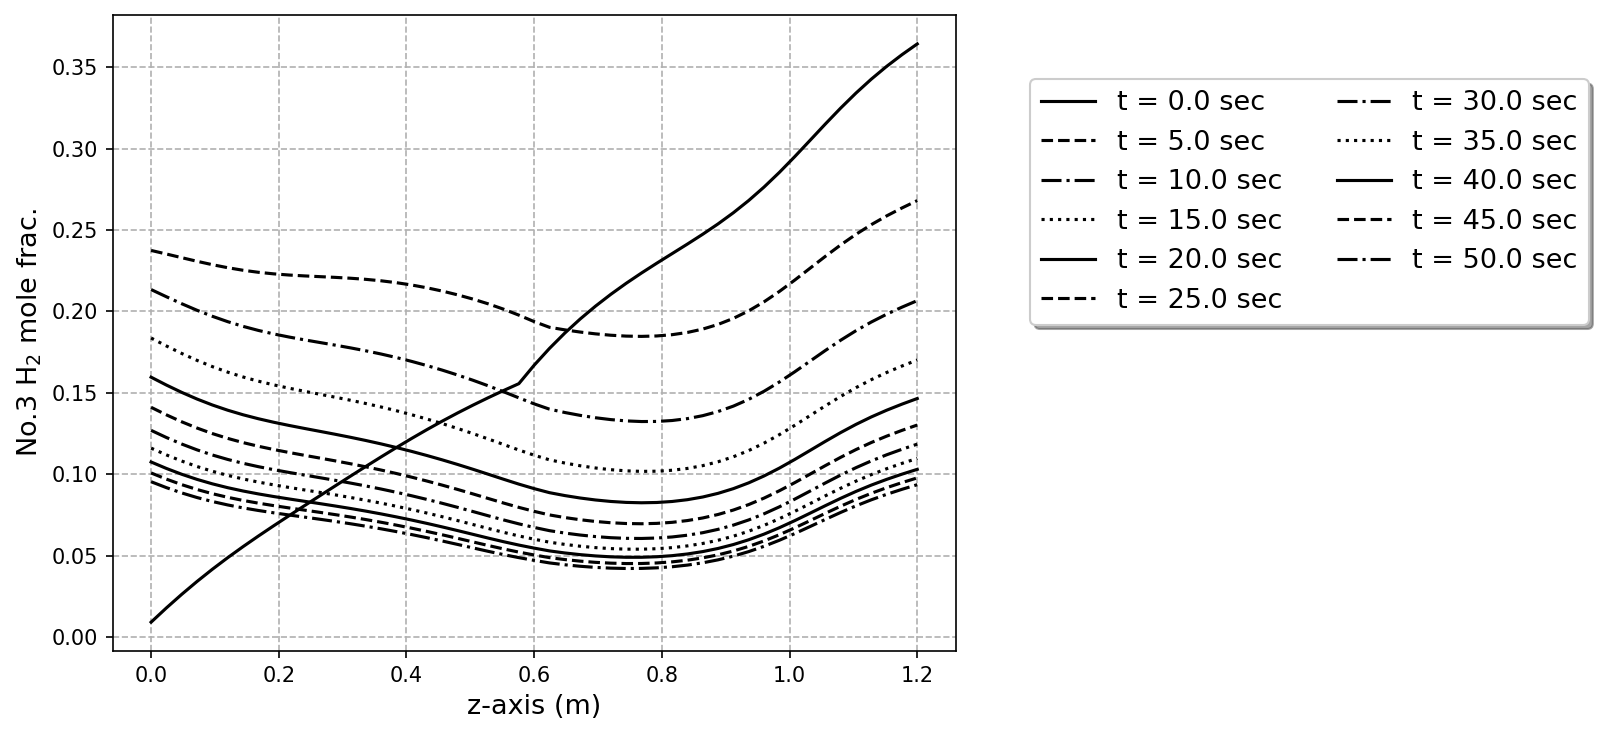 0.35
0.30
0.25
0.20
0.15
0.10
0.05
0.00
No.3 H₂ mole frac.
0.0 0.2 0.4 0.6 0.8 1.0 1.2
z-axis (m)
t = 0.0 sec
t = 5.0 sec
t = 10.0 sec
t = 15.0 sec
t = 20.0 sec
t = 25.0 sec
t = 30.0 sec
t = 35.0 sec
t = 40.0 sec
t = 45.0 sec
t = 50.0 sec